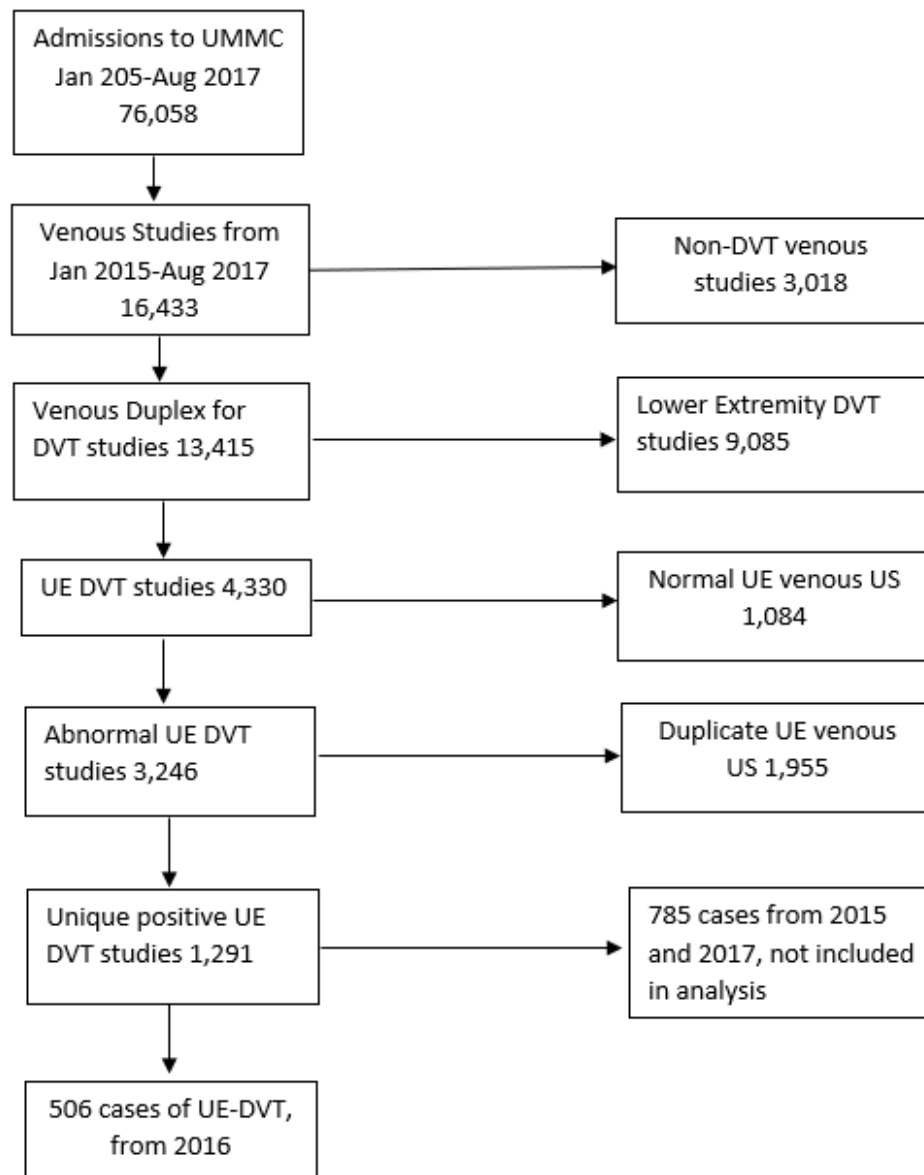 Admissions to UMMC
Jan 205-Aug 2017
76,058
Venous Studies from
Jan 2015-Aug 2017
16,433
Non-DVT venous
studies 3,018
Venous Duplex for
DVT studies 13,415
Lower Extremity DVT
studies 9,085
UE DVT studies 4,330
Normal UE venous US
1,084
Abnormal UE DVT
studies 3,246
Duplicate UE venous
US 1,955
Unique positive UE
DVT studies 1,291
785 cases from 2015
and 2017, not included
in analysis
506 cases of UE-DVT,
from 2016